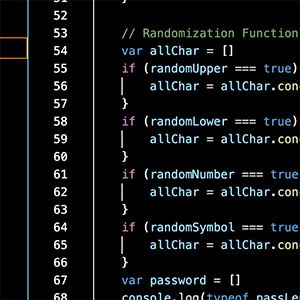 52
53 // Randomization Function
54 var allChar = []
55 if (randomUpper === true)
56 allChar = allChar.conc
57 }
58 if (randomLower === true)
59 allChar = allChar.conc
60 }
61 if (randomNumber === true
62 allChar = allChar.conc
63 }
64 if (randomSymbol === true
65 allChar = allChar.conc
66 }
67 var password = []
68 console.log(typeof passLe